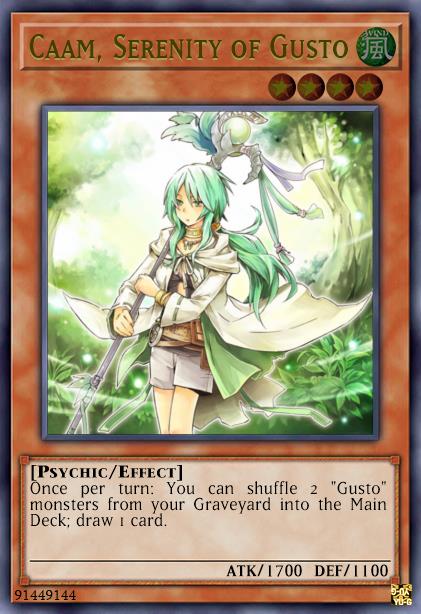 CAAM, SERENITY OF GUSTO
WIND
風
[PSYCHIC/EFFECT]
Once per turn: You can shuffle 2 "Gusto"
monsters from your Graveyard into the Main
Deck; draw 1 card.
ATK/1700 DEF/1100
91449144